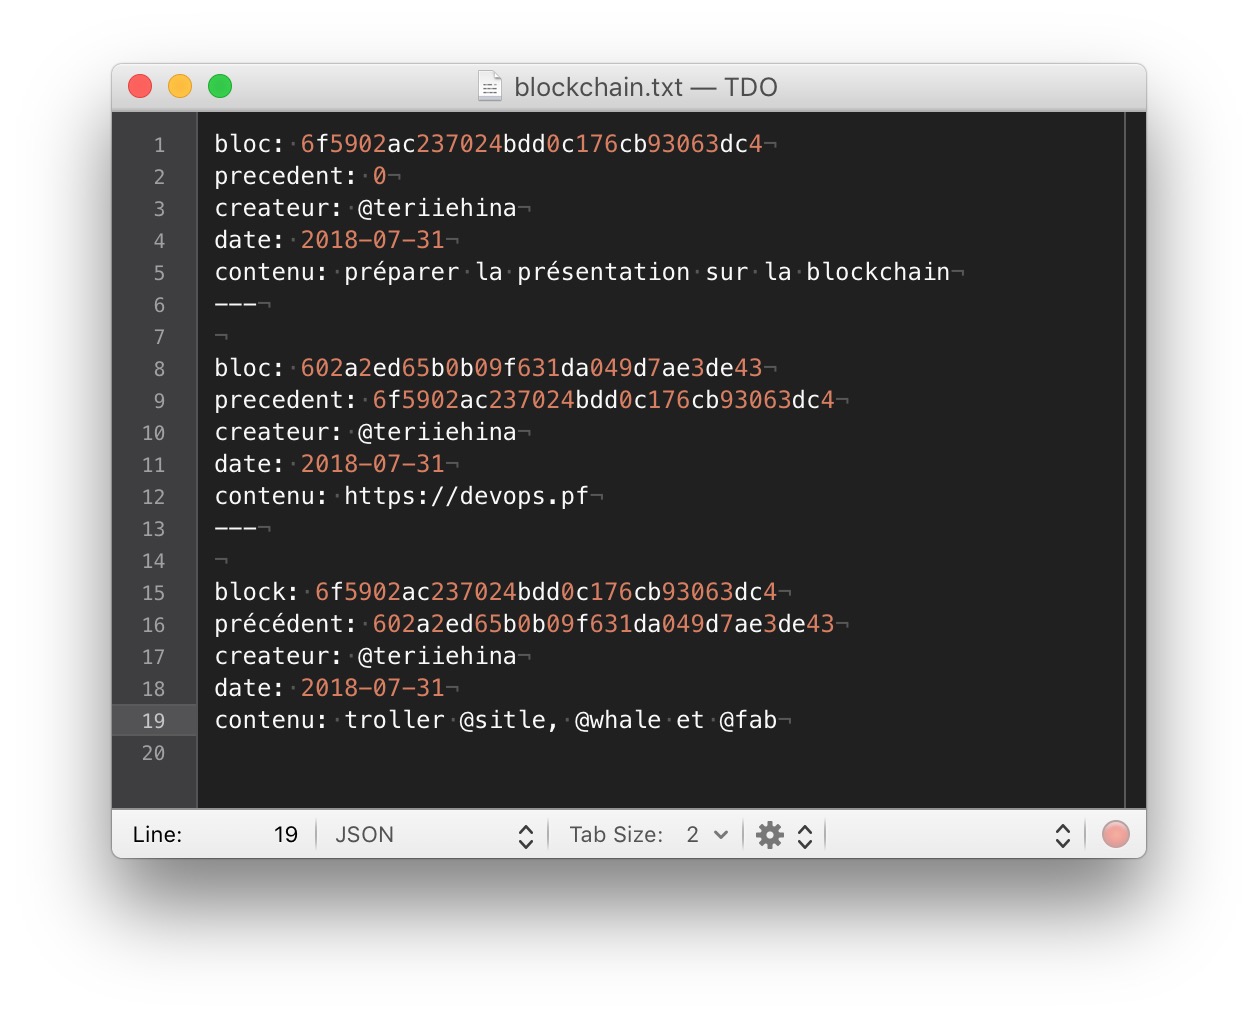 blockchain.txt — TDO
1 bloc: 6f5902ac237024bdd0c176cb93063dc4¬
2 precedent: 0¬
3 createur: @teriiehina¬
4 date: 2018-07-31¬
5 contenu: préparer la présentation sur la blockchain¬
6 ---¬
7 ¬
8 bloc: 602a2ed65b0b09f631da049d7ae3de43¬
9 precedent: 6f5902ac237024bdd0c176cb93063dc4¬
10 createur: @teriiehina¬
11 date: 2018-07-31¬
12 contenu: https://devops.pf¬
13 ---¬
14 ¬
15 block: 6f5902ac237024bdd0c176cb93063dc4¬
16 précédent: 602a2ed65b0b09f631da049d7ae3de43¬
17 createur: @teriiehina¬
18 date: 2018-07-31¬
19 contenu: troller @sitle, @whale et @fab¬
20
Line: 19 JSON Tab Size: 2